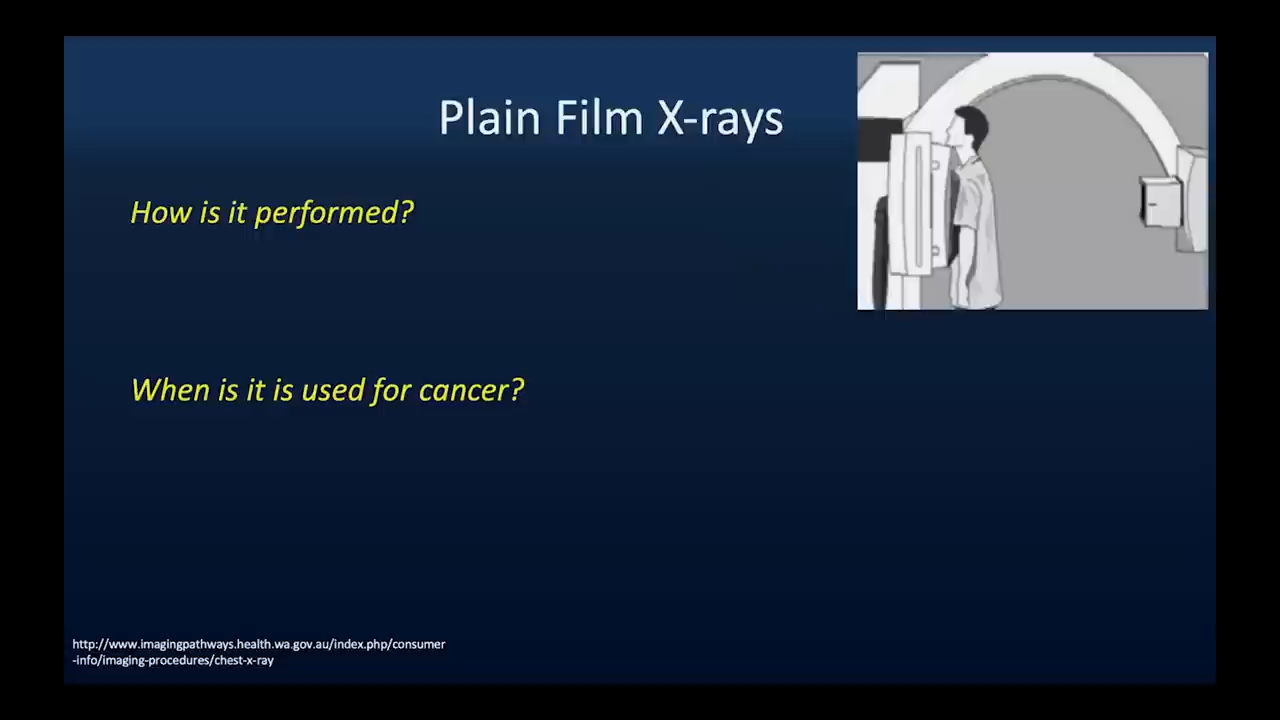 Plain Film X-rays
How is it performed?
When is it is used for cancer?
http://www.imagingpathways.health.wa.gov.au/index.php/consumer
-info/imaging-procedures/chest-x-ray